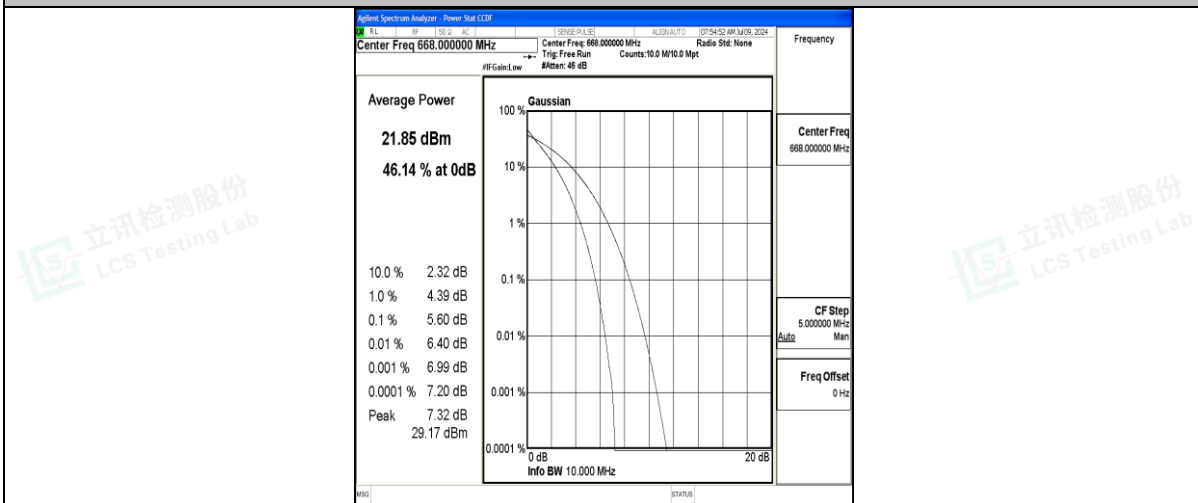 Agilent Spectrum Analyzer - Power Stat CCDF
RL RF 50 Ω AC SENSE:PULSE ALIGN AUTO 07:54:52 AM Jul 09, 2024
Center Freq 668.000000 MHz
Center Freq: 668.000000 MHz Radio Std: None
Trig: Free Run Counts:10.0 M/10.0 Mpt
#IFGain:Low #Atten: 46 dB
Frequency
Average Power
21.85 dBm
46.14 % at 0dB
10.0 % 2.32 dB
1.0 % 4.39 dB
0.1 % 5.60 dB
0.01 % 6.40 dB
0.001 % 6.99 dB
0.0001 % 7.20 dB
Peak 7.32 dB
29.17 dBm
Gaussian
100 %
10 %
1 %
0.1 %
0.01 %
0.001 %
0.0001 %
0 dB 20 dB
Info BW 10.000 MHz
Center Freq
668.000000 MHz
CF Step
5.000000 MHz
Auto Man
Freq Offset
0 Hz
MSG STATUS
立讯检测股份
LCS Testing Lab
立讯检测股份
LCS Testing Lab